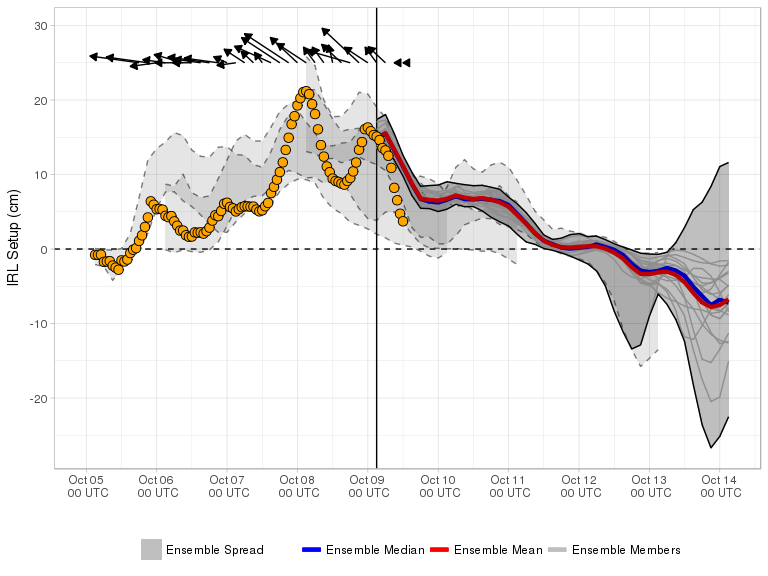 30
20
10
0
-10
-20
IRL Setup (cm)
Oct 05 Oct 06 Oct 07 Oct 08 Oct 09 Oct 10 Oct 11 Oct 12 Oct 13 Oct 14
00 UTC 00 UTC 00 UTC 00 UTC 00 UTC 00 UTC 00 UTC 00 UTC 00 UTC 00 UTC
Ensemble Spread Ensemble Median Ensemble Mean Ensemble Members